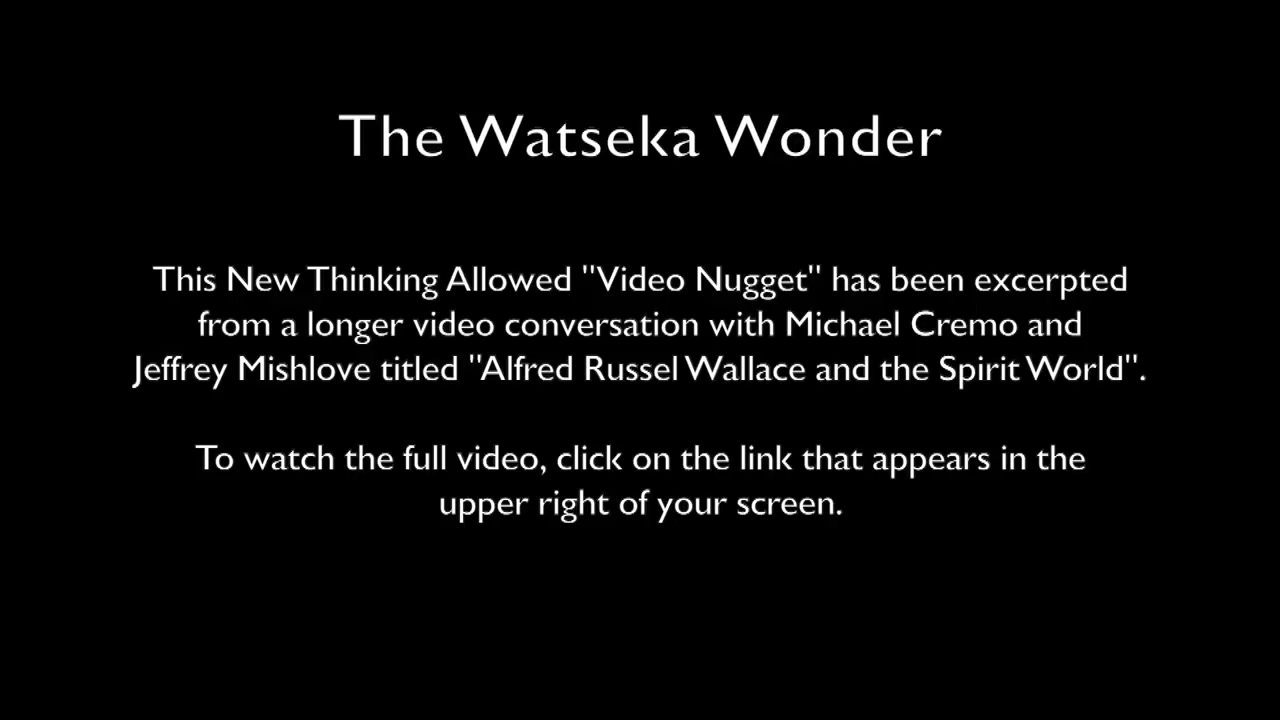 The Watseka Wonder
This New Thinking Allowed "Video Nugget" has been excerpted
from a longer video conversation with Michael Cremo and
Jeffrey Mishlove titled "Alfred Russel Wallace and the Spirit World".
To watch the full video, click on the link that appears in the
upper right of your screen.